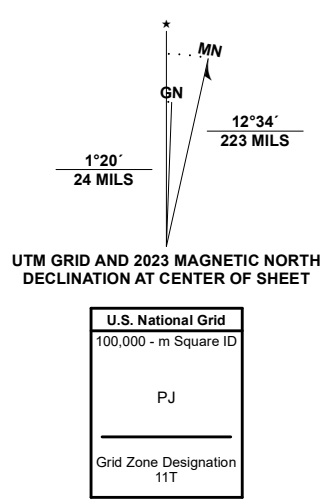 ★
MN
GN
12°34´
223 MILS
1°20´
24 MILS
UTM GRID AND 2023 MAGNETIC NORTH
DECLINATION AT CENTER OF SHEET
U.S. National Grid
100,000 - m Square ID
PJ
Grid Zone Designation
11T